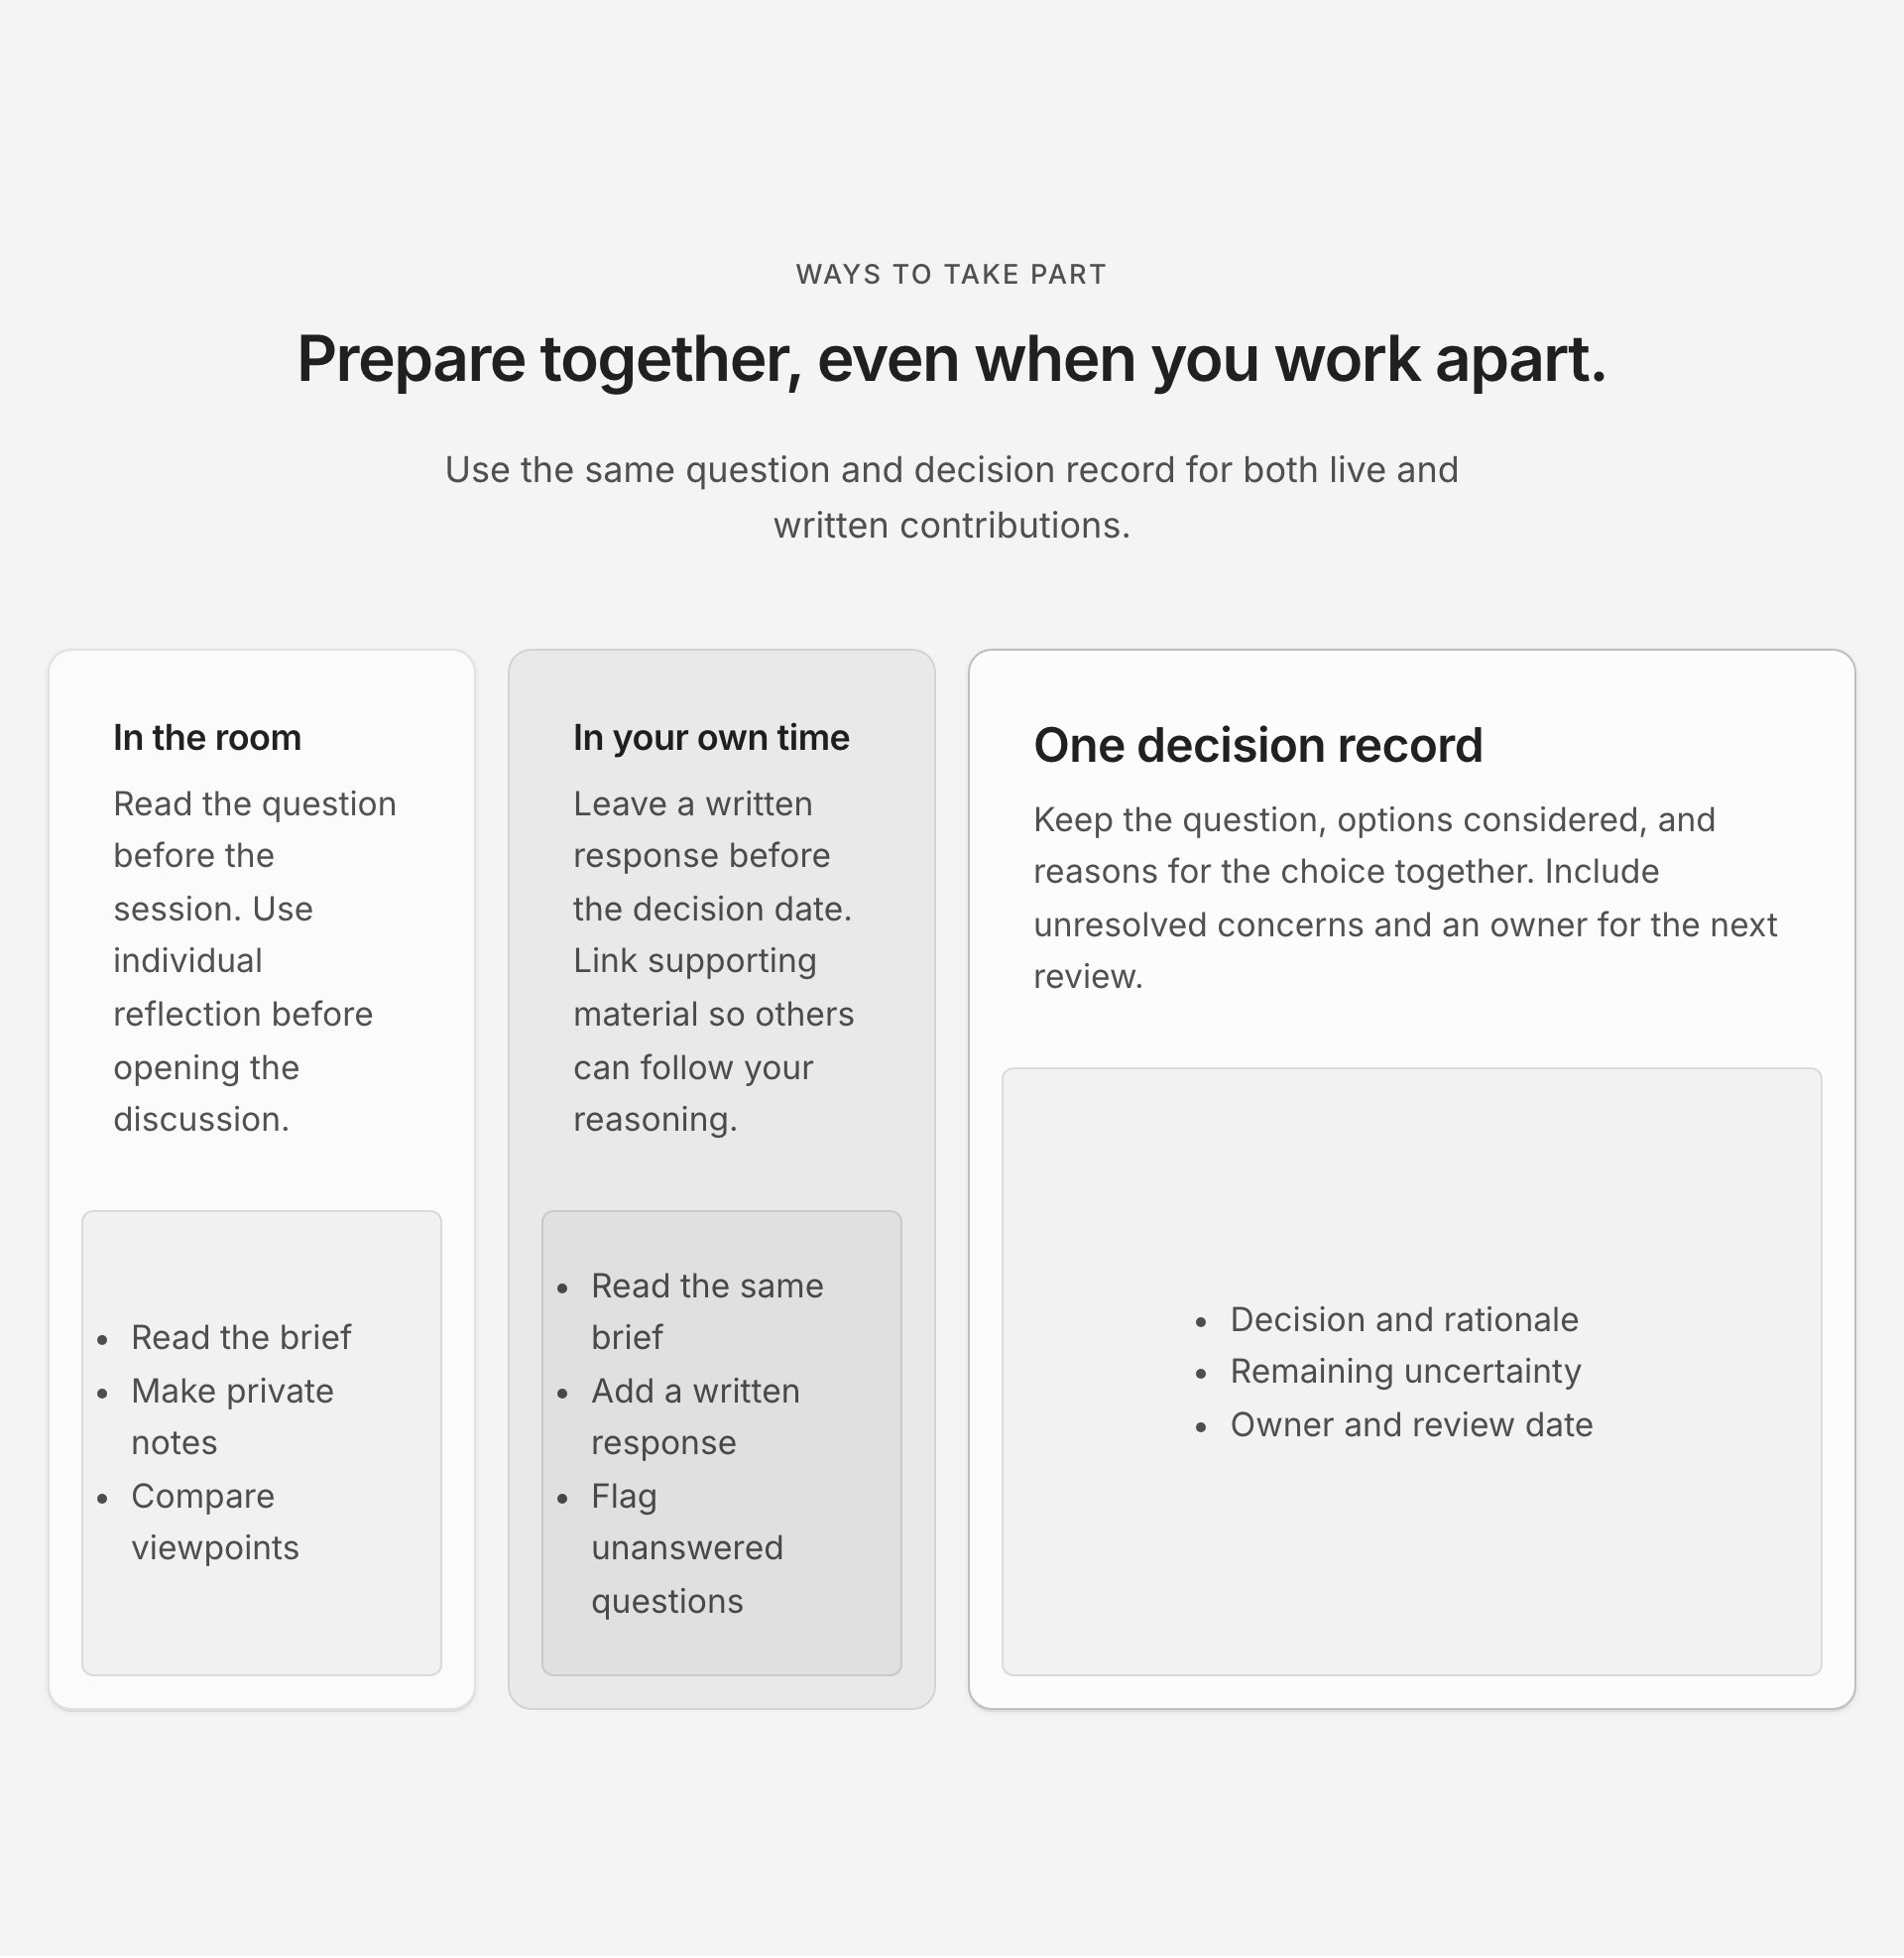 WAYS TO TAKE PART
Prepare together, even when you work apart.
Use the same question and decision record for both live and
written contributions.
In the room
Read the question
before the
session. Use
individual
reflection before
opening the
discussion.
• Read the brief
• Make private
notes
• Compare
viewpoints
In your own time
Leave a written
response before
the decision date.
Link supporting
material so others
can follow your
reasoning.
• Read the same
brief
• Add a written
response
• Flag
unanswered
questions
One decision record
Keep the question, options considered, and
reasons for the choice together. Include
unresolved concerns and an owner for the next
review.
• Decision and rationale
• Remaining uncertainty
• Owner and review date